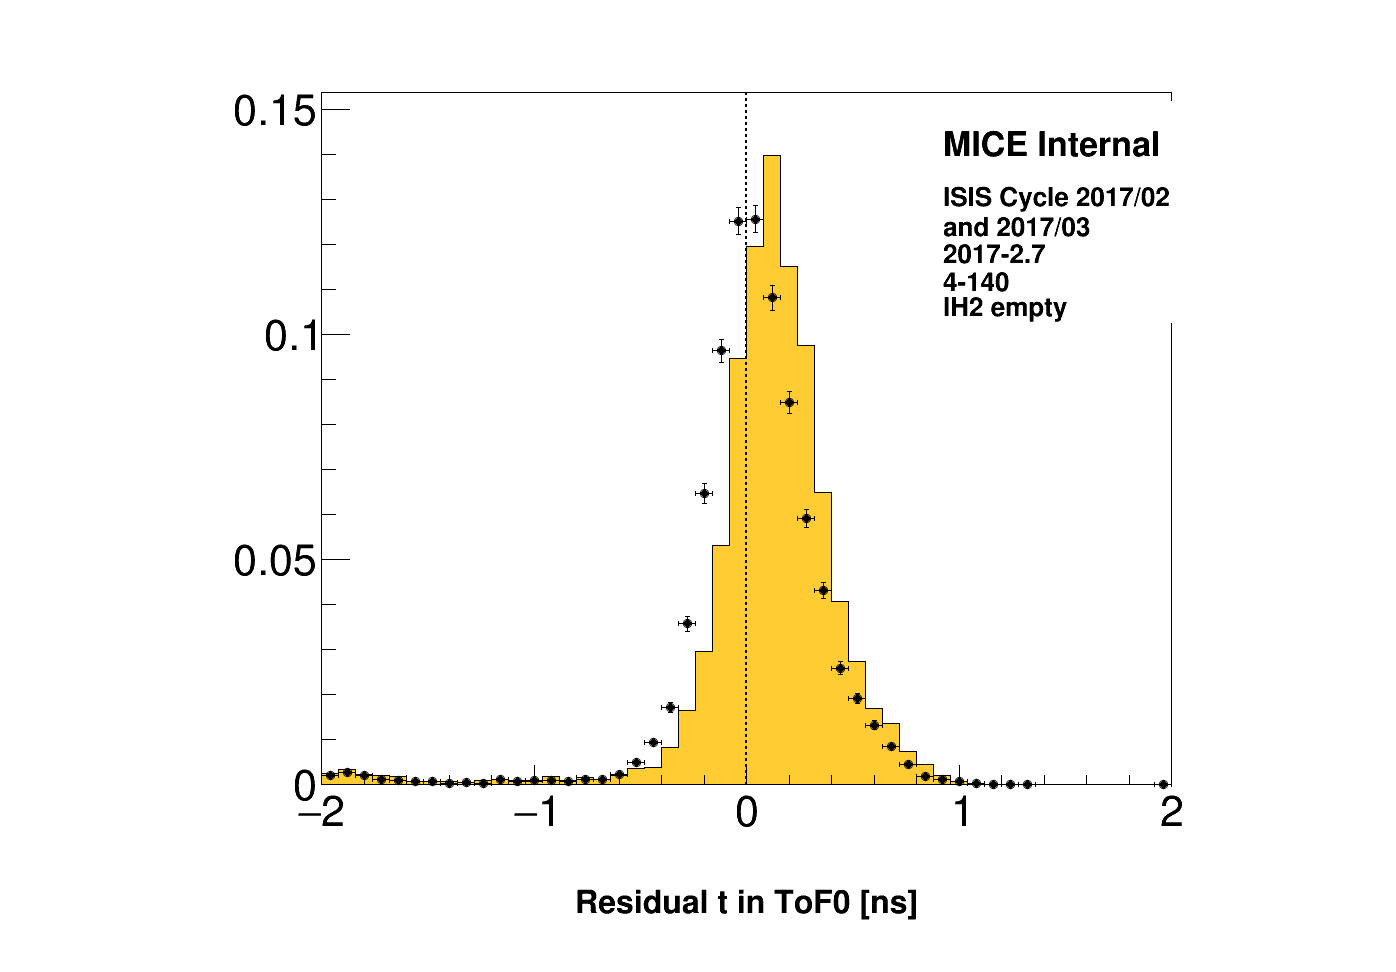 0.15
0.1
0.05
0
−2
−1
0
1
2
MICE Internal
ISIS Cycle 2017/02
and 2017/03
2017-2.7
4-140
IH2 empty
Residual t in ToF0 [ns]